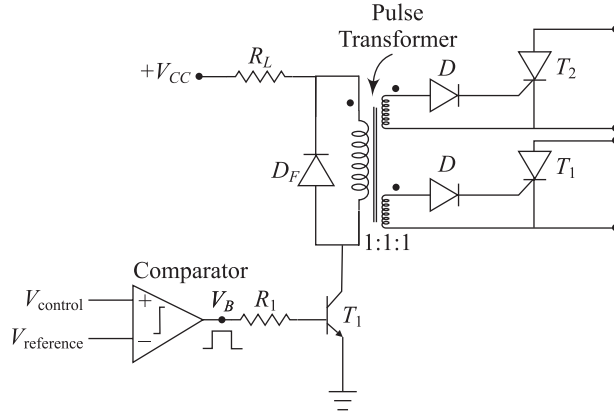 Pulse
Transformer
+V_CC
R_L
D
T_2
D_F
D
T_1
1:1:1
Comparator
V_control
+
V_B
R_1
T_1
V_reference
−